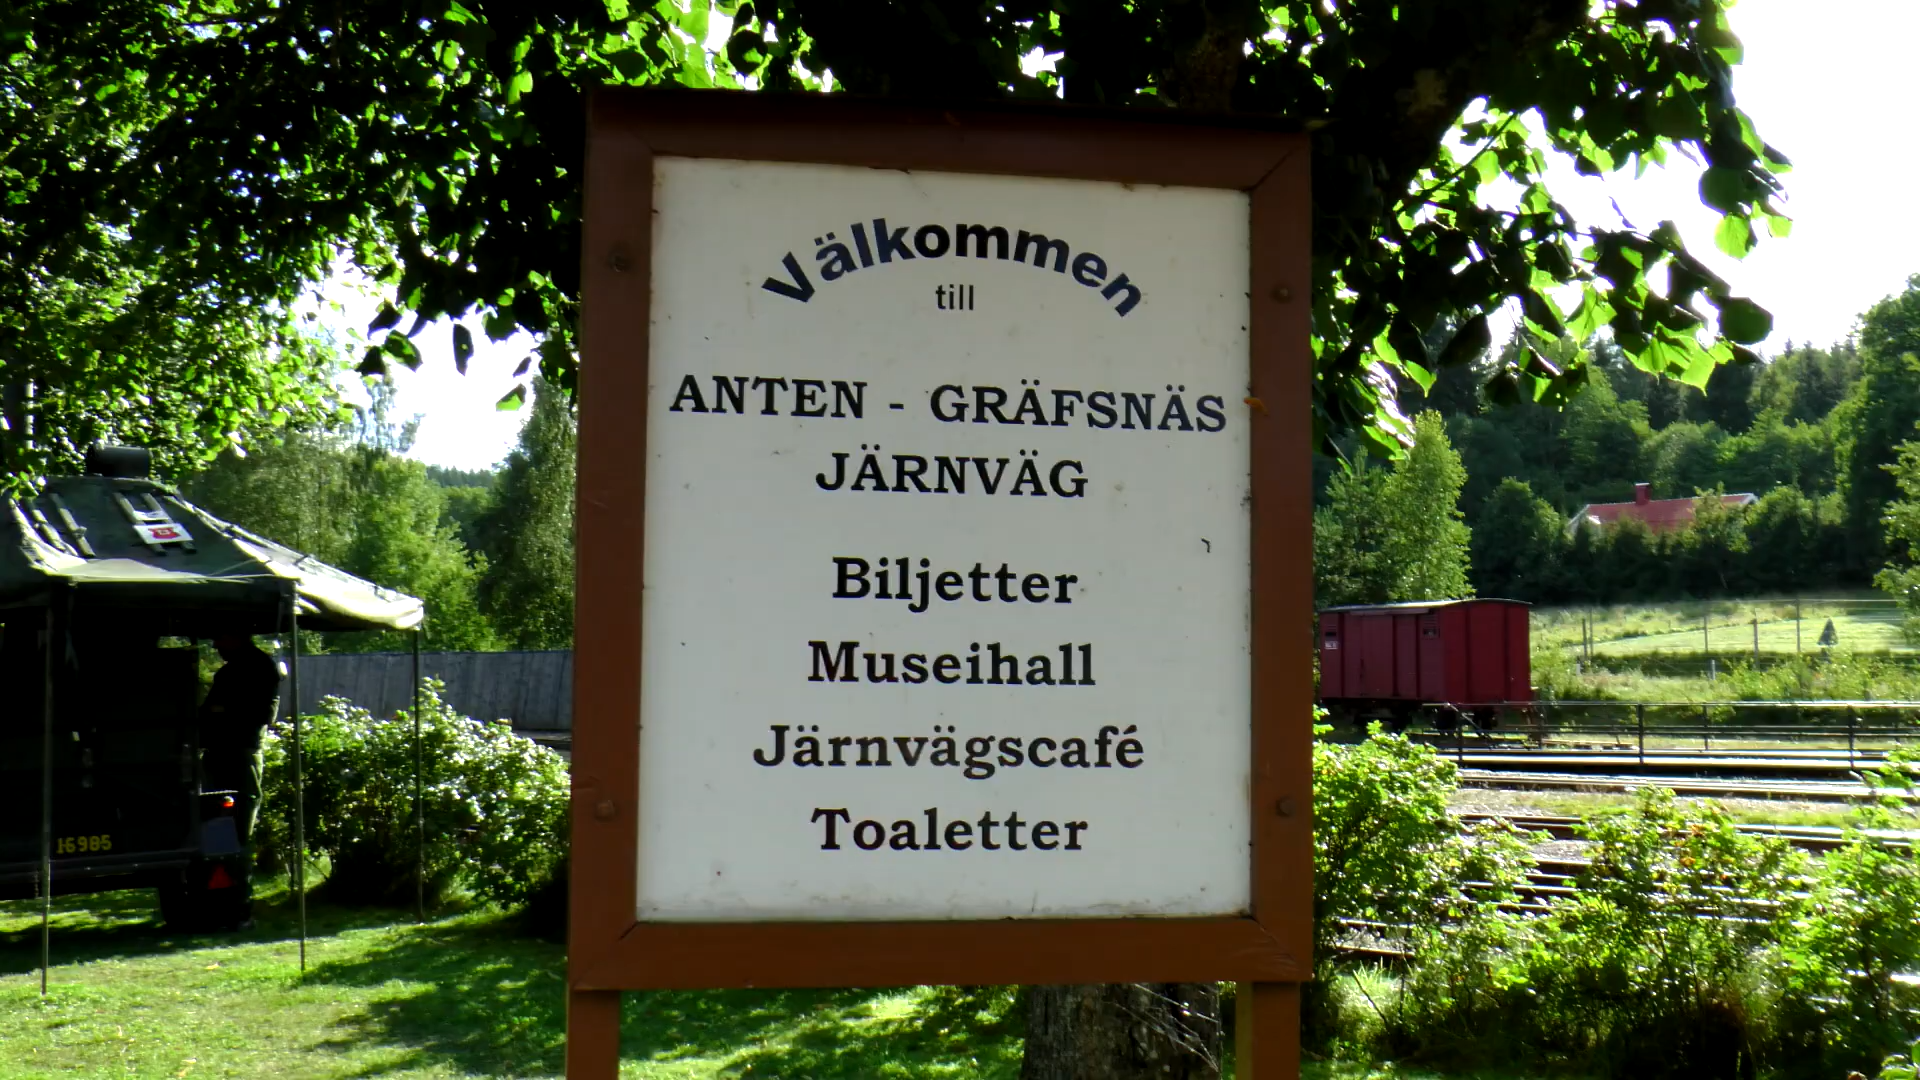 Välkommen
till
ANTEN - GRÄFSNÄS
JÄRNVÄG
Biljetter
Museihall
Järnvägscafé
Toaletter
16985